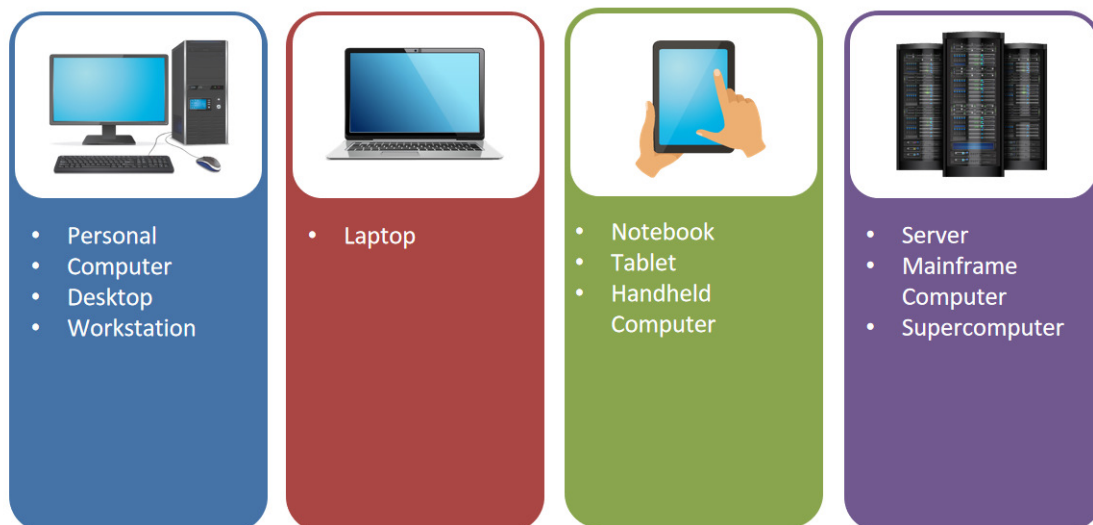 • Personal
• Computer
• Desktop
• Workstation
• Laptop
• Notebook
• Tablet
• Handheld
Computer
• Server
• Mainframe
Computer
• Supercomputer